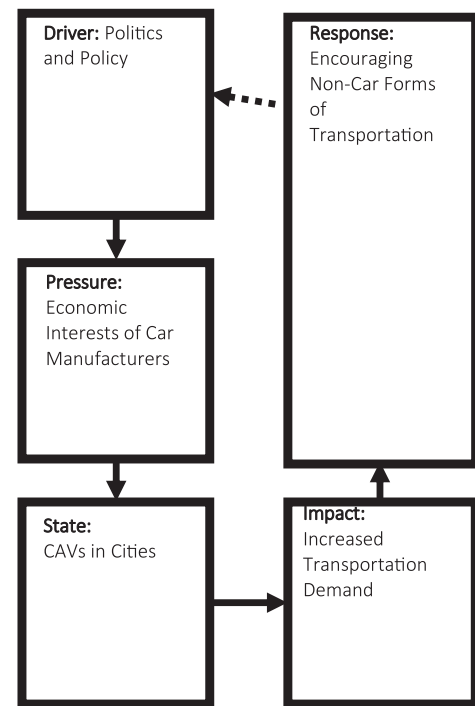 Driver: Politics
and Policy
Pressure:
Economic
Interests of Car
Manufacturers
State:
CAVs in Cities
Impact:
Increased
Transportation
Demand
Response:
Encouraging
Non-Car Forms
of
Transportation